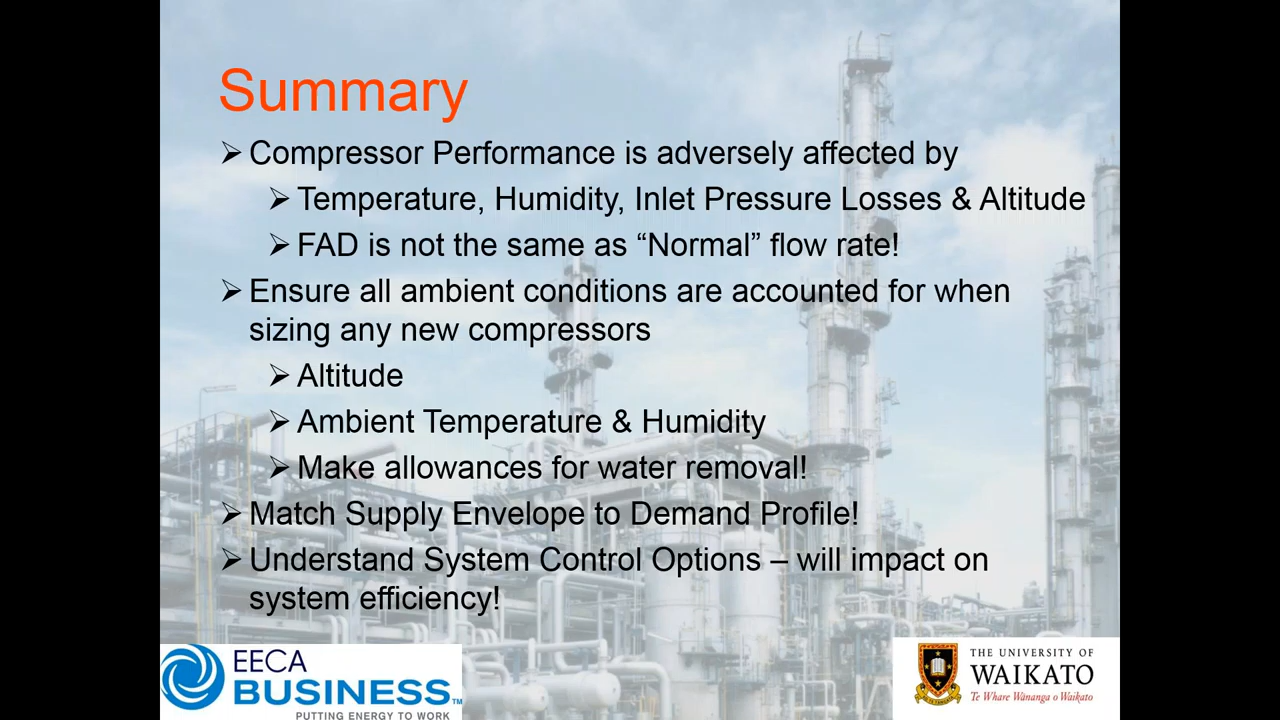 Summary
➢ Compressor Performance is adversely affected by
➢ Temperature, Humidity, Inlet Pressure Losses & Altitude
➢ FAD is not the same as “Normal” flow rate!
➢ Ensure all ambient conditions are accounted for when
sizing any new compressors
➢ Altitude
➢ Ambient Temperature & Humidity
➢ Make allowances for water removal!
➢ Match Supply Envelope to Demand Profile!
➢ Understand System Control Options – will impact on
system efficiency!
EECA
BUSINESS™
PUTTING ENERGY TO WORK
THE UNIVERSITY OF
WAIKATO
Te Whare Wānanga o Waikato